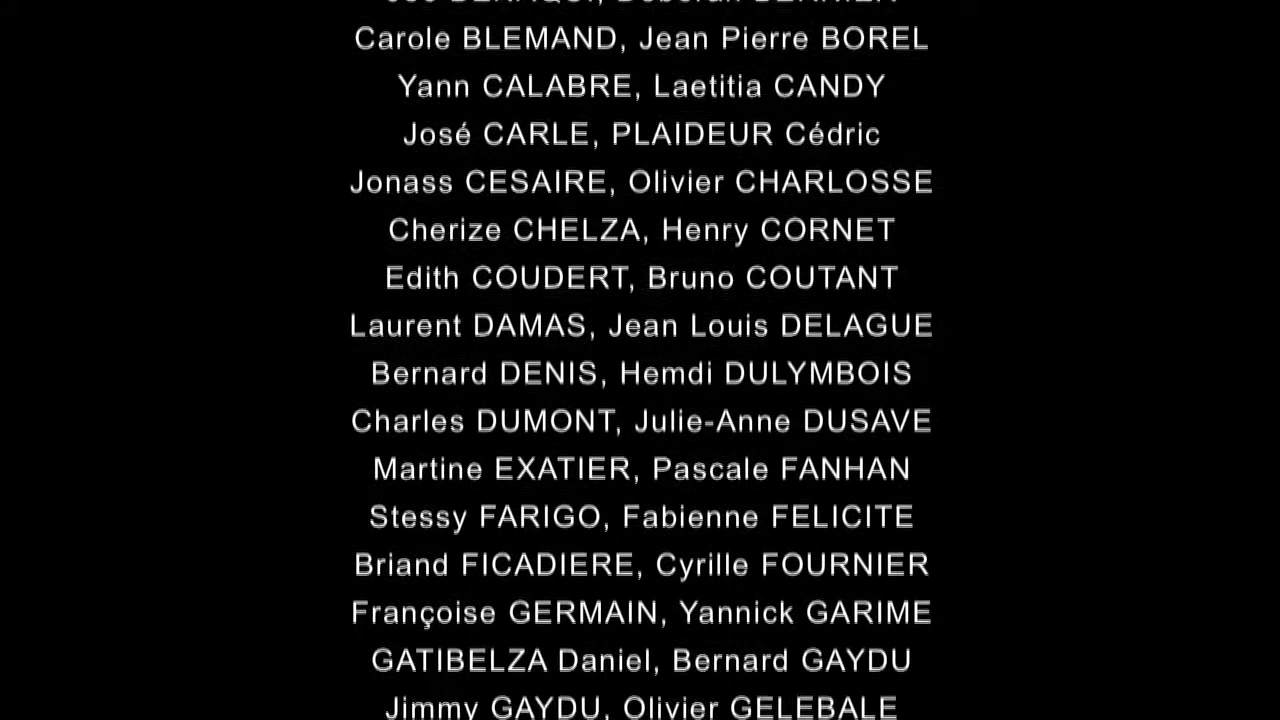 Carole BLEMAND, Jean Pierre BOREL
Yann CALABRE, Laetitia CANDY
José CARLE, PLAIDEUR Cédric
Jonass CESAIRE, Olivier CHARLOSSE
Cherize CHELZA, Henry CORNET
Edith COUDERT, Bruno COUTANT
Laurent DAMAS, Jean Louis DELAGUE
Bernard DENIS, Hemdi DULYMBOIS
Charles DUMONT, Julie-Anne DUSAVE
Martine EXATIER, Pascale FANHAN
Stessy FARIGO, Fabienne FELICITE
Briand FICADIERE, Cyrille FOURNIER
Françoise GERMAIN, Yannick GARIME
GATIBELZA Daniel, Bernard GAYDU
Jimmy GAYDU, Olivier GELEBALE